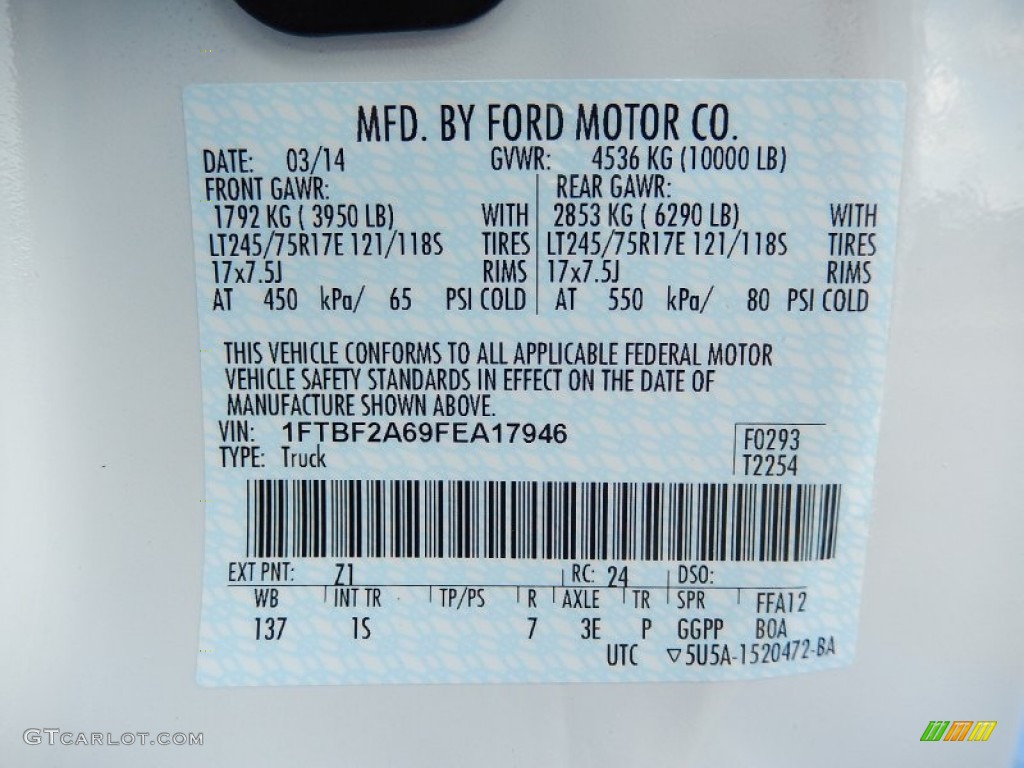 MFD. BY FORD MOTOR CO.
DATE: 03/14 GVWR: 4536 KG (10000 LB)
FRONT GAWR: REAR GAWR:
1792 KG ( 3950 LB) WITH 2853 KG ( 6290 LB) WITH
LT245/75R17E 121/118S TIRES LT245/75R17E 121/118S TIRES
17x7.5J RIMS 17x7.5J RIMS
AT 450 kPa/ 65 PSI COLD AT 550 kPa/ 80 PSI COLD
THIS VEHICLE CONFORMS TO ALL APPLICABLE FEDERAL MOTOR
VEHICLE SAFETY STANDARDS IN EFFECT ON THE DATE OF
MANUFACTURE SHOWN ABOVE.
VIN: 1FTBF2A69FEA17946 F0293
TYPE: Truck T2254
EXT PNT: Z1 RC: 24 DSO:
WB INT TR TP/PS R AXLE TR SPR FFA12
137 1S 7 3E P GGPP BOA
UTC ▽5U5A-1520472-BA
GTCARLOT.COM